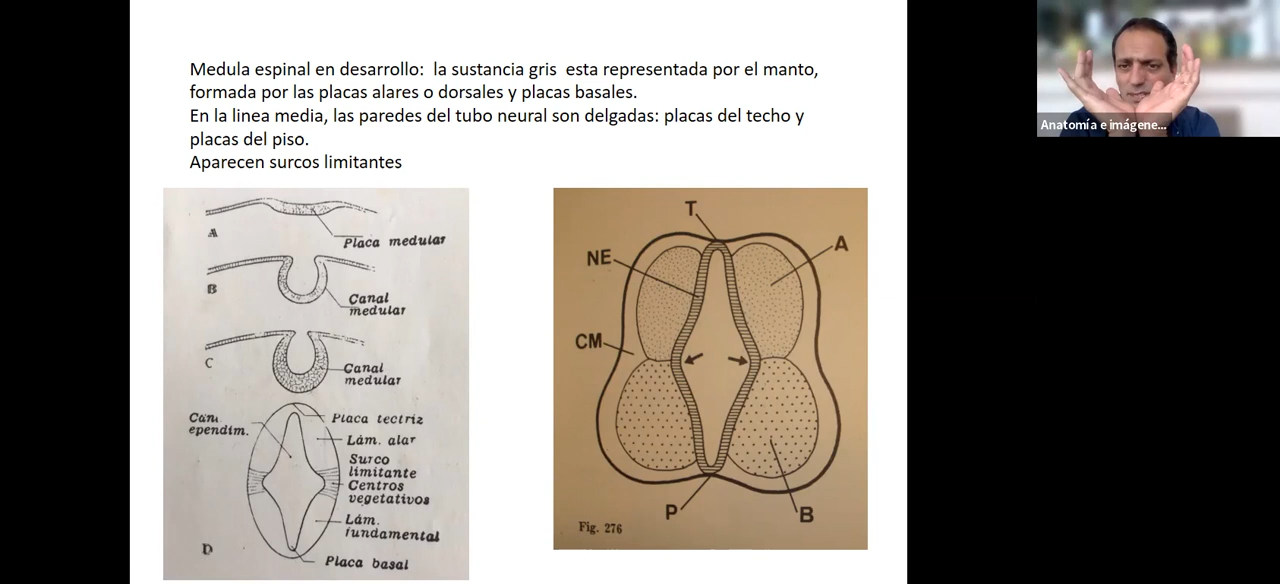 Medula espinal en desarrollo: la sustancia gris esta representada por el manto,
formada por las placas alares o dorsales y placas basales.
En la linea media, las paredes del tubo neural son delgadas: placas del techo y
placas del piso.
Aparecen surcos limitantes
A
Placa medular
B
Canal
medular
C
Canal
medular
Can.
ependim.
Placa tectriz
Lám. alar
Surco
limitante
Centros
vegetativos
Lám.
fundamental
D
Placa basal
T
NE
A
CM
P
B
Fig. 276
Anatomía e imágene...